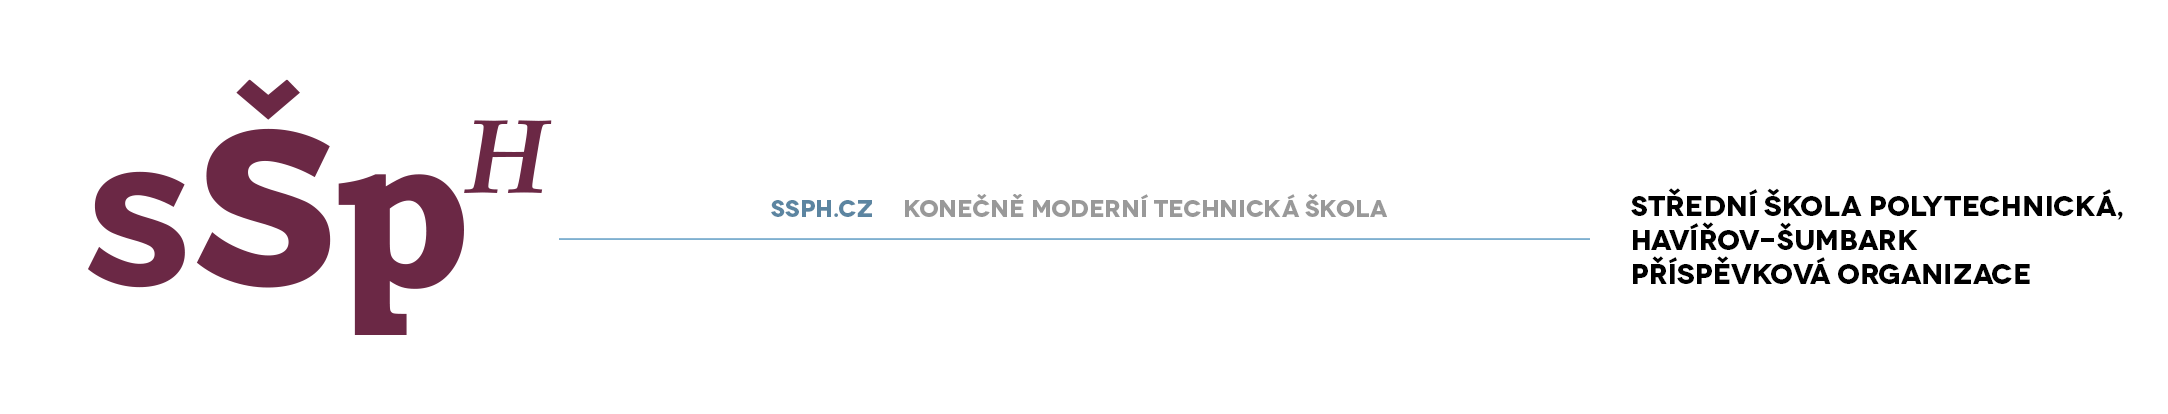 sŠpH
SSPH.CZ KONEČNĚ MODERNÍ TECHNICKÁ ŠKOLA
STŘEDNÍ ŠKOLA POLYTECHNICKÁ,
HAVÍŘOV-ŠUMBARK
PŘÍSPĚVKOVÁ ORGANIZACE